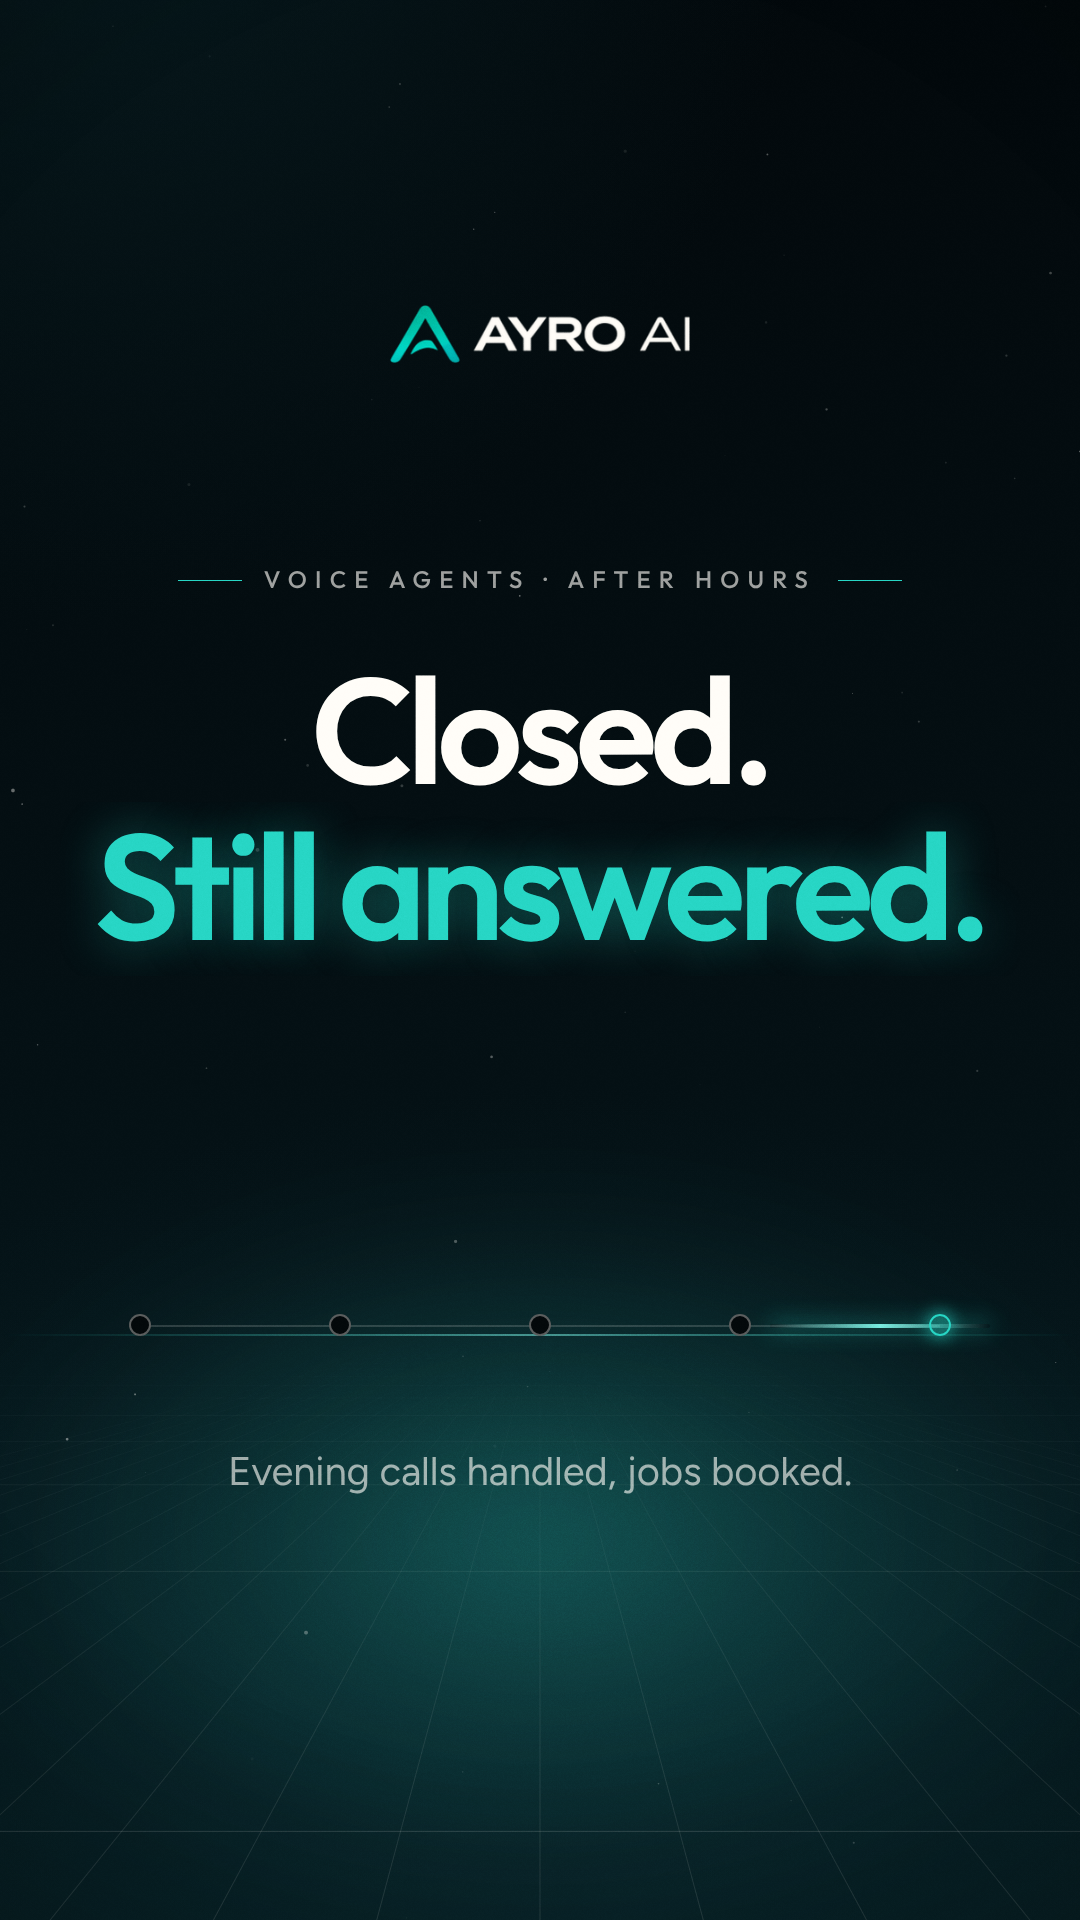 AYRO AI
VOICE AGENTS · AFTER HOURS
Closed.
Still answered.
Evening calls handled, jobs booked.